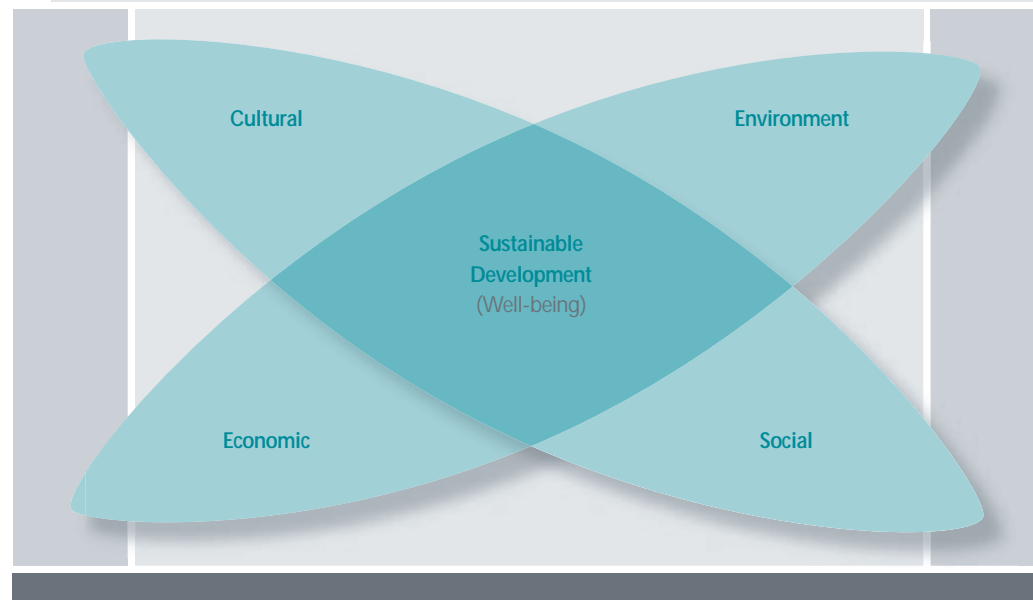 Cultural
Environment
Sustainable
Development
(Well-being)
Economic
Social